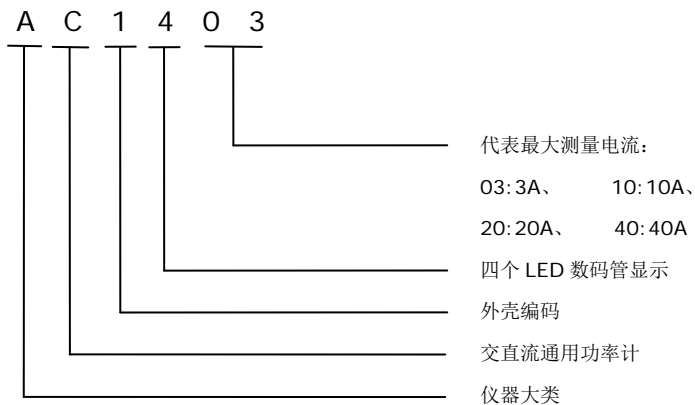 A C 1 4 0 3
代表最大测量电流：
03:3A、 10:10A、
20:20A、 40:40A
四个 LED 数码管显示
外壳编码
交直流通用功率计
仪器大类